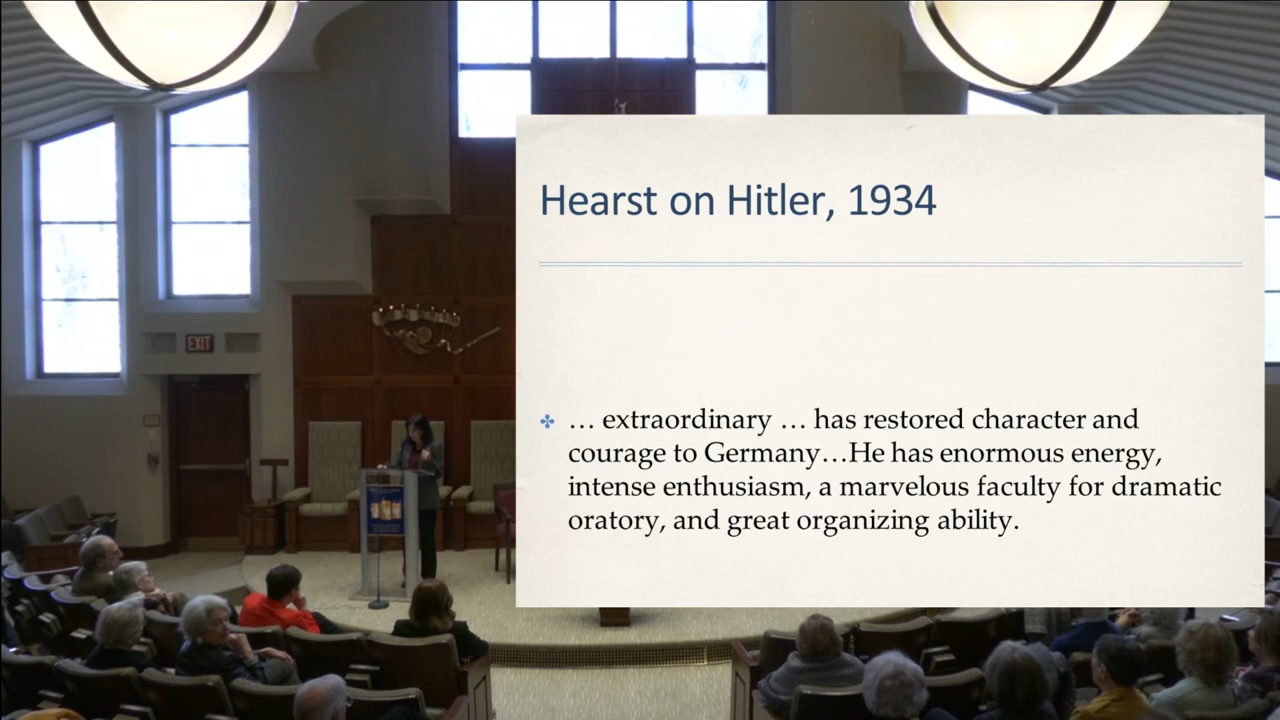 EXIT
Hearst on Hitler, 1934
… extraordinary … has restored character and
courage to Germany…He has enormous energy,
intense enthusiasm, a marvelous faculty for dramatic
oratory, and great organizing ability.